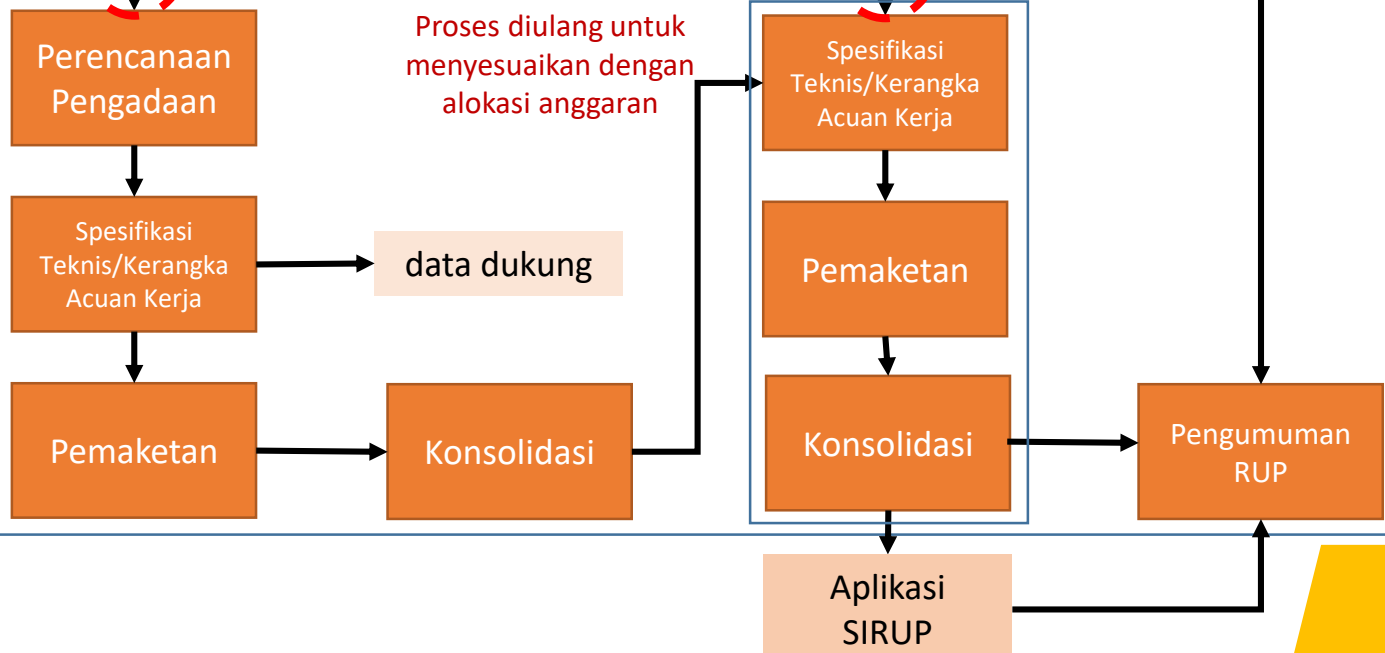 Perencanaan
Pengadaan
Spesifikasi
Teknis/Kerangka
Acuan Kerja
data dukung
Pemaketan
Konsolidasi
Proses diulang untuk
menyesuaikan dengan
alokasi anggaran
Spesifikasi
Teknis/Kerangka
Acuan Kerja
Pemaketan
Konsolidasi
Pengumuman
RUP
Aplikasi
SIRUP